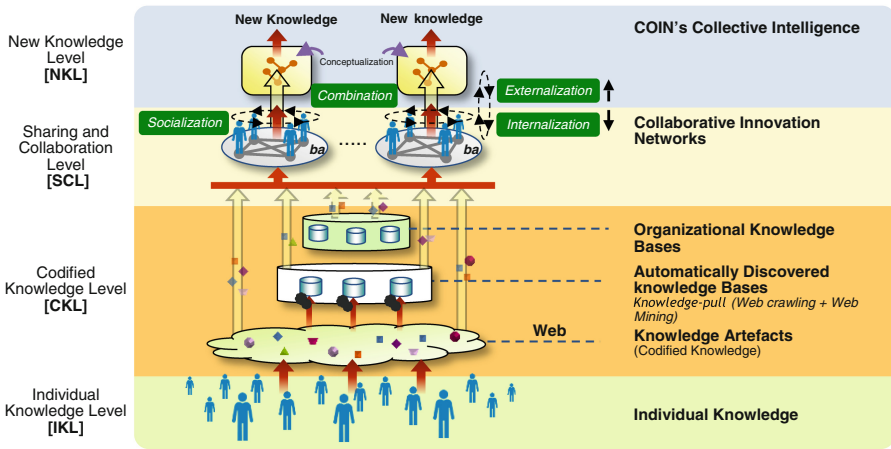 New Knowledge
New knowledge
COIN's Collective Intelligence
New Knowledge
Level
[NKL]
Conceptualization
Combination
Externalization
Socialization
Internalization
Sharing and
Collaboration
Level
[SCL]
ba
.....
ba
Collaborative Innovation
Networks
Organizational Knowledge
Bases
Codified
Knowledge Level
[CKL]
Automatically Discovered
knowledge Bases
Knowledge-pull (Web crawling + Web
Mining)
Web
Knowledge Artefacts
(Codified Knowledge)
Individual
Knowledge Level
[IKL]
Individual Knowledge